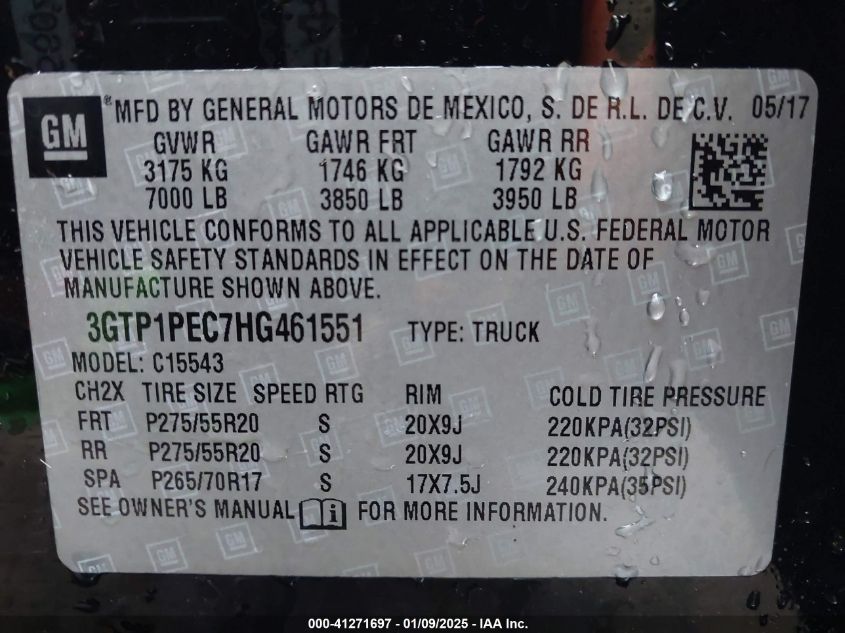 GM
® MFD BY GENERAL MOTORS DE MEXICO, S. DE R.L. DE C.V. 05/17
GVWR GAWR FRT GAWR RR
3175 KG 1746 KG 1792 KG
7000 LB 3850 LB 3950 LB
THIS VEHICLE CONFORMS TO ALL APPLICABLE U.S. FEDERAL MOTOR
VEHICLE SAFETY STANDARDS IN EFFECT ON THE DATE OF
MANUFACTURE SHOWN ABOVE.
3GTP1PEC7HG461551 TYPE: TRUCK
MODEL: C15543
CH2X TIRE SIZE SPEED RTG RIM COLD TIRE PRESSURE
FRT P275/55R20 S 20X9J 220KPA(32PSI)
RR P275/55R20 S 20X9J 220KPA(32PSI)
SPA P265/70R17 S 17X7.5J 240KPA(35PSI)
SEE OWNER'S MANUAL FOR MORE INFORMATION.
000-41271697 - 01/09/2025 - IAA Inc.